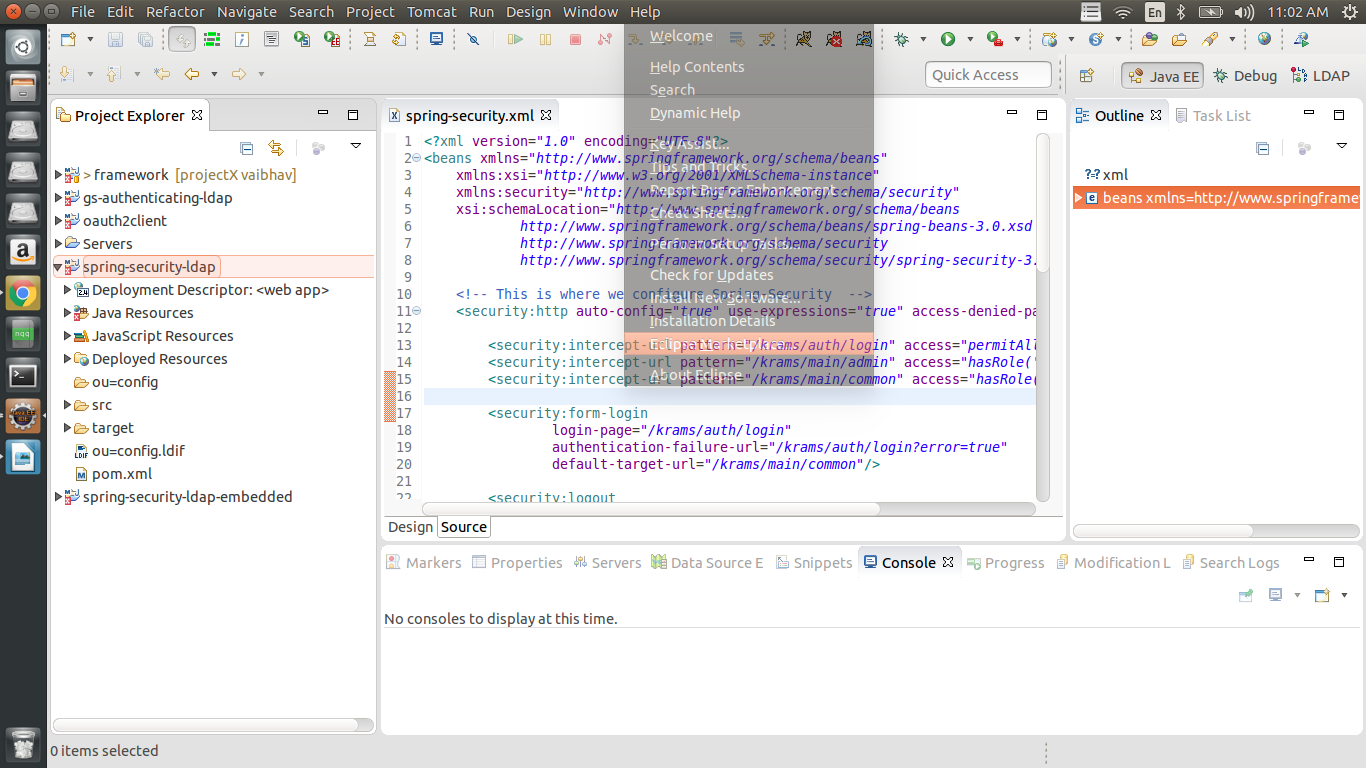 File Edit Refactor Navigate Search Project Tomcat Run Design Window Help
En
11:02 AM
Quick Access
Java EE
Debug
LDAP
Project Explorer
> framework [projectX vaibhav]
gs-authenticating-ldap
oauth2client
Servers
spring-security-ldap
Deployment Descriptor: <web app>
Java Resources
JavaScript Resources
Deployed Resources
ou=config
src
target
ou=config.ldif
pom.xml
spring-security-ldap-embedded
0 items selected
spring-security.xml
1 <?xml version="1.0" encoding="UTF-8"?>
2 <beans xmlns="http://www.springframework.org/schema/beans"
3 xmlns:xsi="http://www.w3.org/2001/XMLSchema-instance"
4 xmlns:security="http://www.springframework.org/schema/security"
5 xsi:schemaLocation="http://www.springframework.org/schema/beans
6 http://www.springframework.org/schema/beans/spring-beans-3.0.xsd
7 http://www.springframework.org/schema/security
8 http://www.springframework.org/schema/security/spring-security-3.
9
10 <!-- This is where we configure Spring-Security -->
11 <security:http auto-config="true" use-expressions="true" access-denied-pa
12
13 <security:intercept-url pattern="/krams/auth/login" access="permitAll
14 <security:intercept-url pattern="/krams/main/admin" access="hasRole('
15 <security:intercept-url pattern="/krams/main/common" access="hasRole(
16
17 <security:form-login
18 login-page="/krams/auth/login"
19 authentication-failure-url="/krams/auth/login?error=true"
20 default-target-url="/krams/main/common"/>
21
22 <security:logout
Design Source
Welcome
Help Contents
Search
Dynamic Help
Key Assist...
Tips and Tricks...
Report Bug or Enhancement...
Cheat Sheets...
Perform Setup Tasks...
Check for Updates
Install New Software...
Installation Details
Eclipse Marketplace...
About Eclipse
Outline
Task List
xml
beans xmlns=http://www.springframe
Markers Properties Servers Data Source E Snippets Console Progress Modification L Search Logs
No consoles to display at this time.